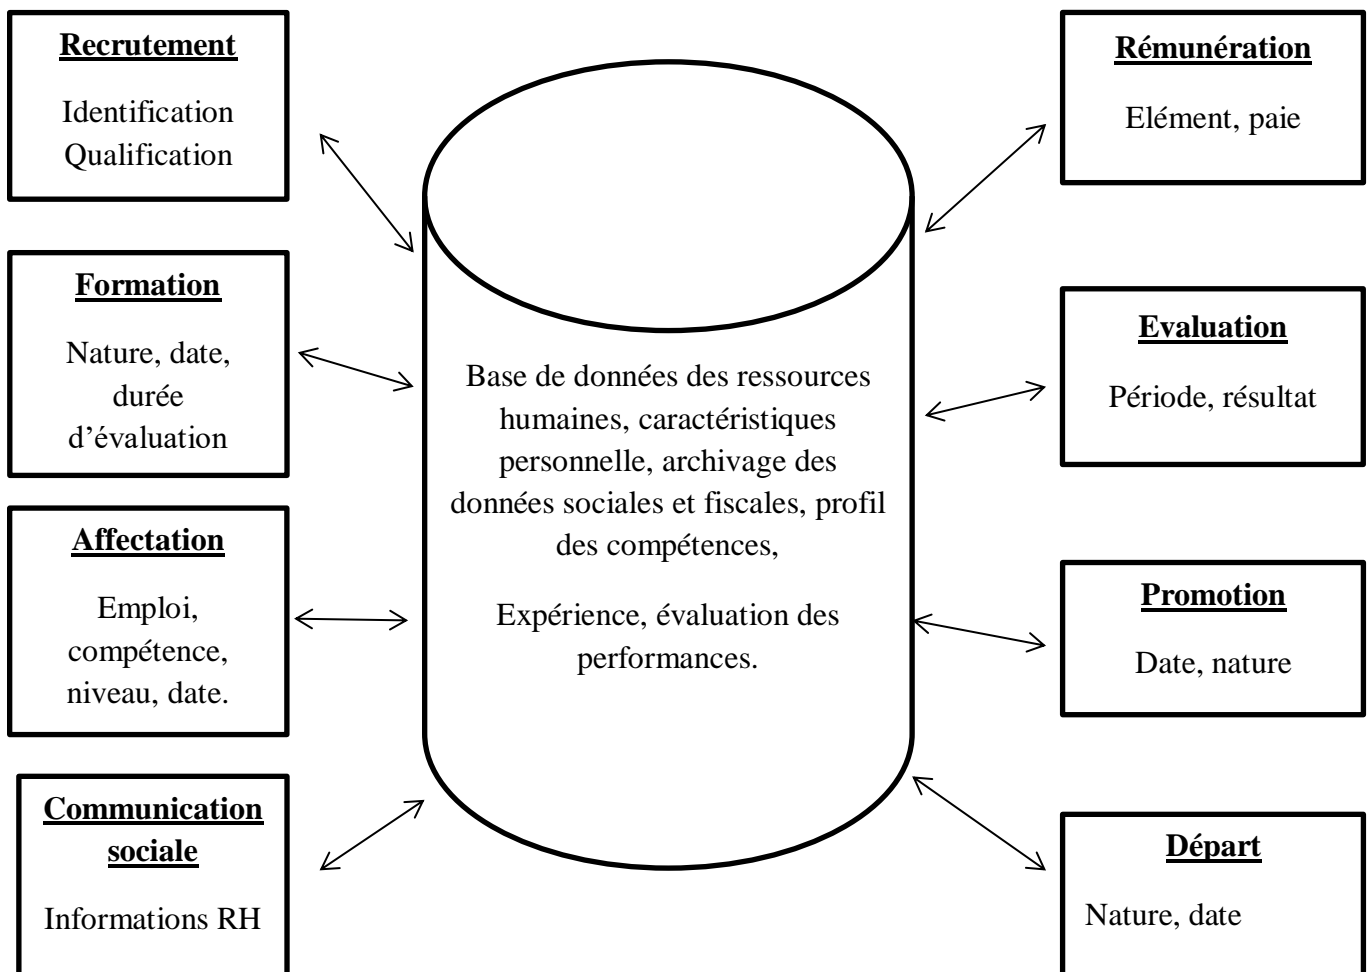 Recrutement
Identification
Qualification
Formation
Nature, date,
durée
d’évaluation
Affectation
Emploi,
compétence,
niveau, date.
Communication
sociale
Informations RH
Base de données des ressources
humaines, caractéristiques
personnelle, archivage des
données sociales et fiscales, profil
des compétences,
Expérience, évaluation des
performances.
Rémunération
Elément, paie
Evaluation
Période, résultat
Promotion
Date, nature
Départ
Nature, date